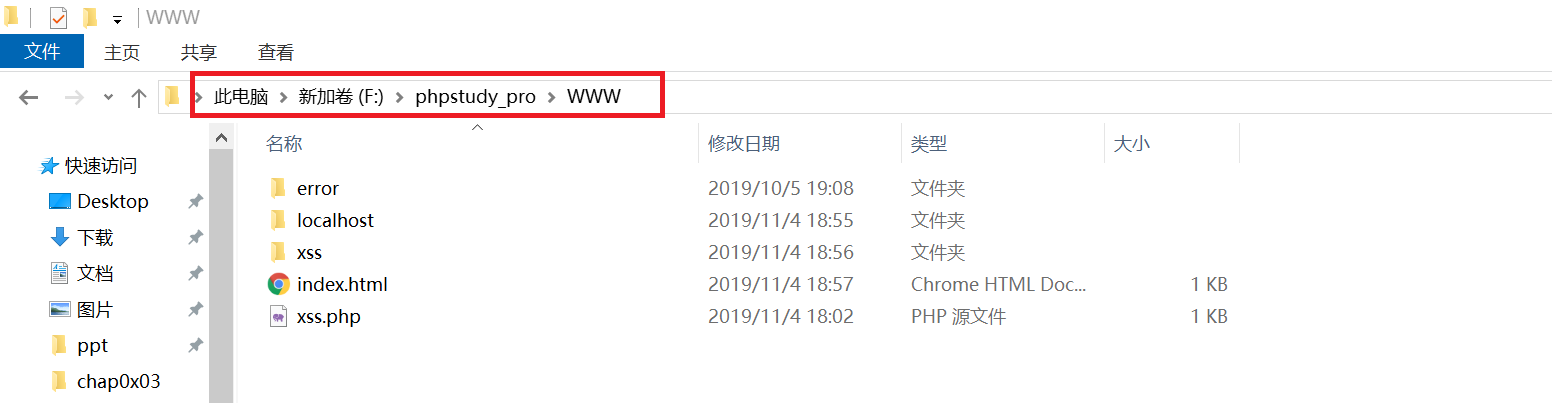 WWW
文件 主页 共享 查看
此电脑 新加卷 (F:) phpstudy_pro WWW
名称 修改日期 类型 大小
快速访问
Desktop
下载
文档
图片
ppt
chap0x03
error 2019/10/5 19:08 文件夹
localhost 2019/11/4 18:55 文件夹
xss 2019/11/4 18:56 文件夹
index.html 2019/11/4 18:57 Chrome HTML Doc... 1 KB
xss.php 2019/11/4 18:02 PHP 源文件 1 KB